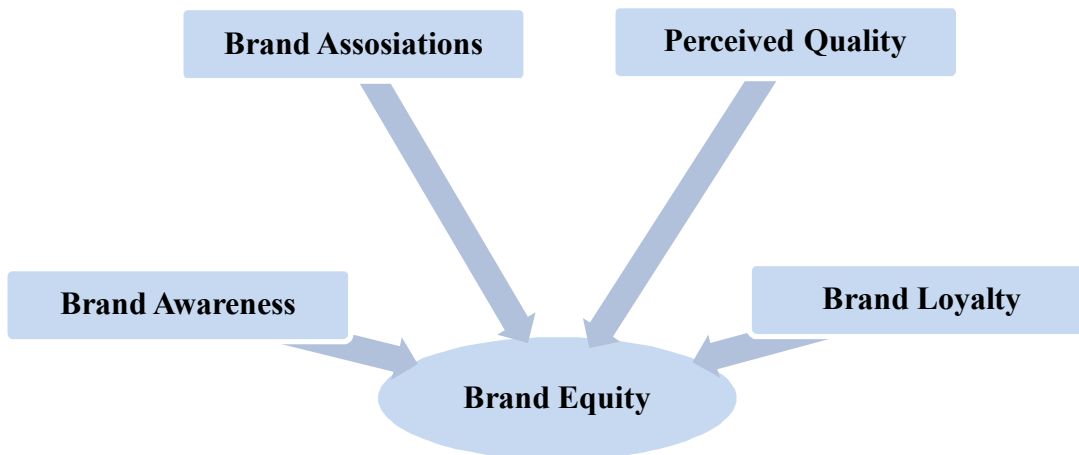 Brand Assosiations
Perceived Quality
Brand Awareness
Brand Loyalty
Brand Equity